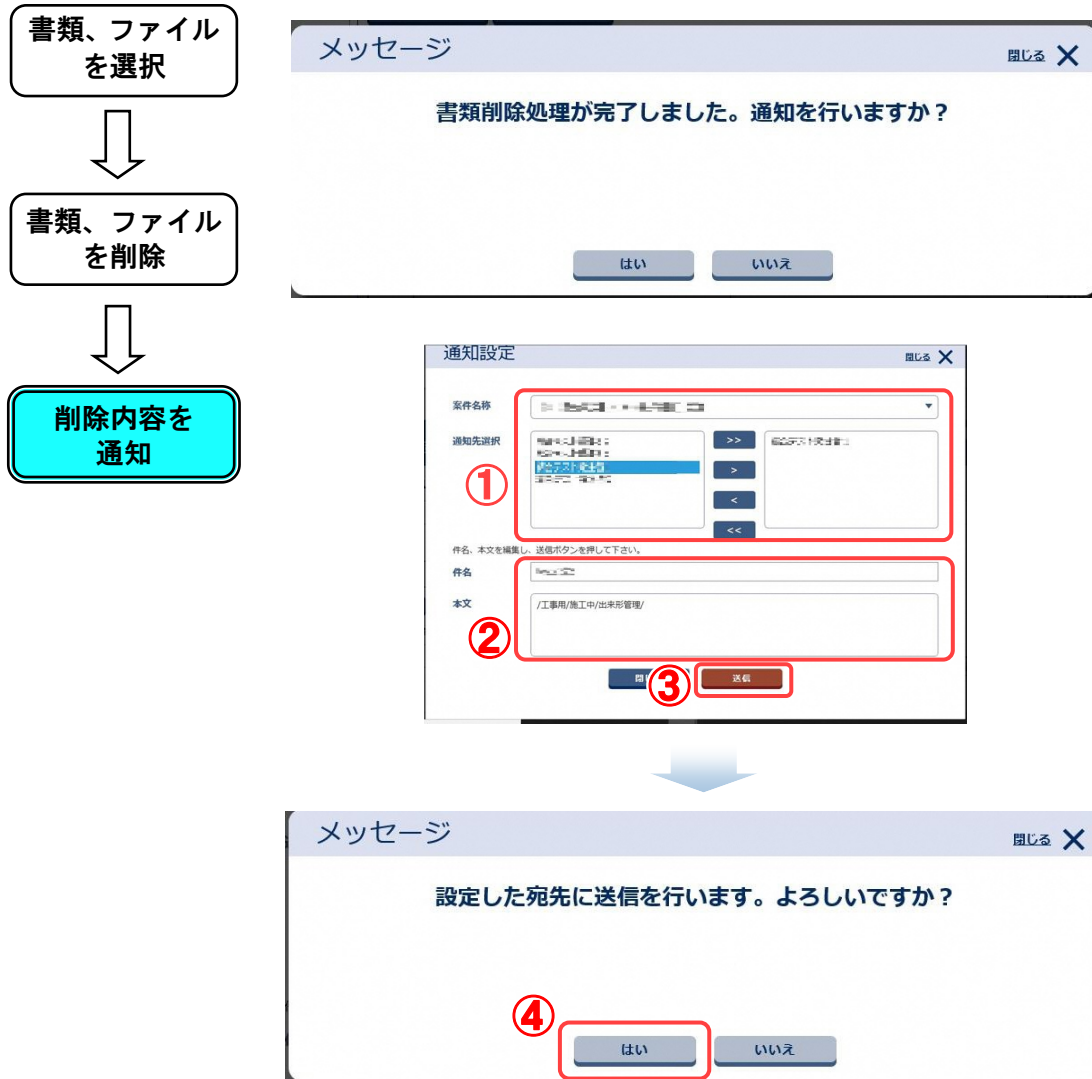 書類、ファイル
を選択
書類、ファイル
を削除
削除内容を
通知
メッセージ
閉じる
書類削除処理が完了しました。通知を行いますか？
はい
いいえ
通知設定
閉じる
案件名称
通知先選択
>>
>
<
<<
①
件名、本文を編集し、送信ボタンを押して下さい。
件名
本文
/工事用/施工中/出来形管理/
②
③
送信
メッセージ
閉じる
設定した宛先に送信を行います。よろしいですか？
④
はい
いいえ